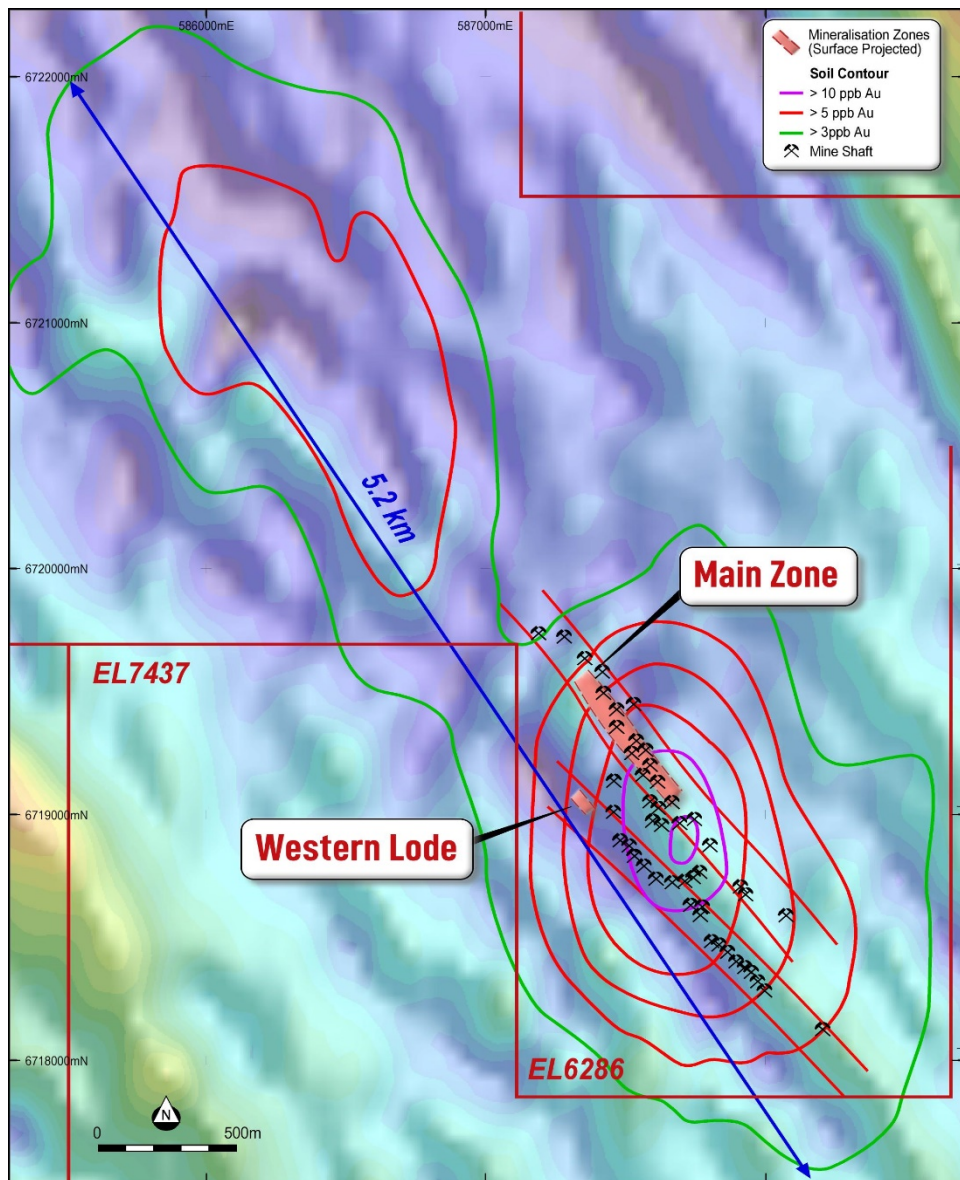 586000mE
587000mE
6722000mN
6721000mN
6720000mN
6719000mN
6718000mN
Mineralisation Zones
(Surface Projected)
Soil Contour
> 10 ppb Au
> 5 ppb Au
> 3ppb Au
Mine Shaft
5.2 km
Main Zone
EL7437
Western Lode
EL6286
N
0 500m